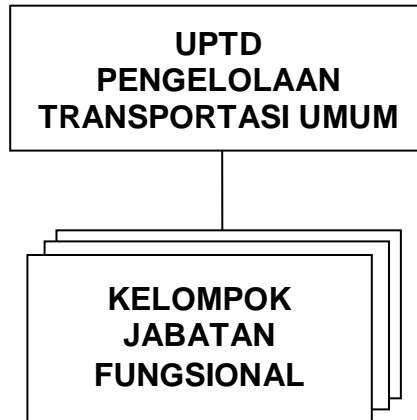 UPTD
PENGELOLAAN
TRANSPORTASI UMUM
KELOMPOK
JABATAN
FUNGSIONAL